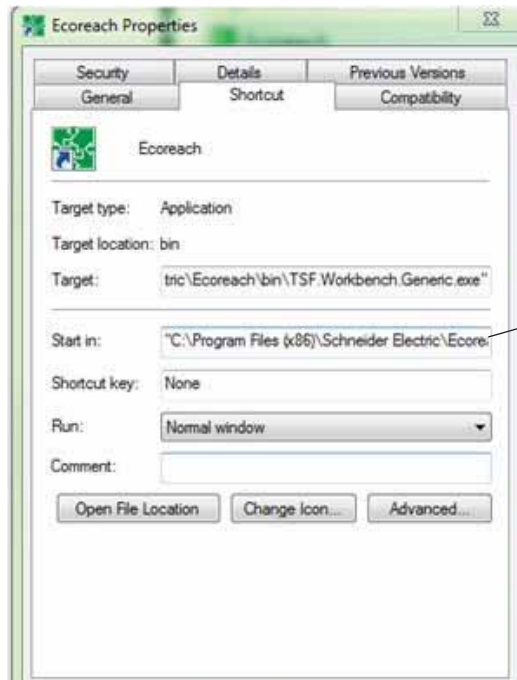 Ecoreach Properties
Security Details Previous Versions
General Shortcut Compatibility
Ecoreach
Target type: Application
Target location: bin
Target: tric\Ecoreach\bin\TSF.Workbench.Generic.exe"
Start in: "C:\Program Files (x86)\Schneider Electric\Ecorea
Shortcut key: None
Run: Normal window
Comment:
Open File Location Change Icon... Advanced...